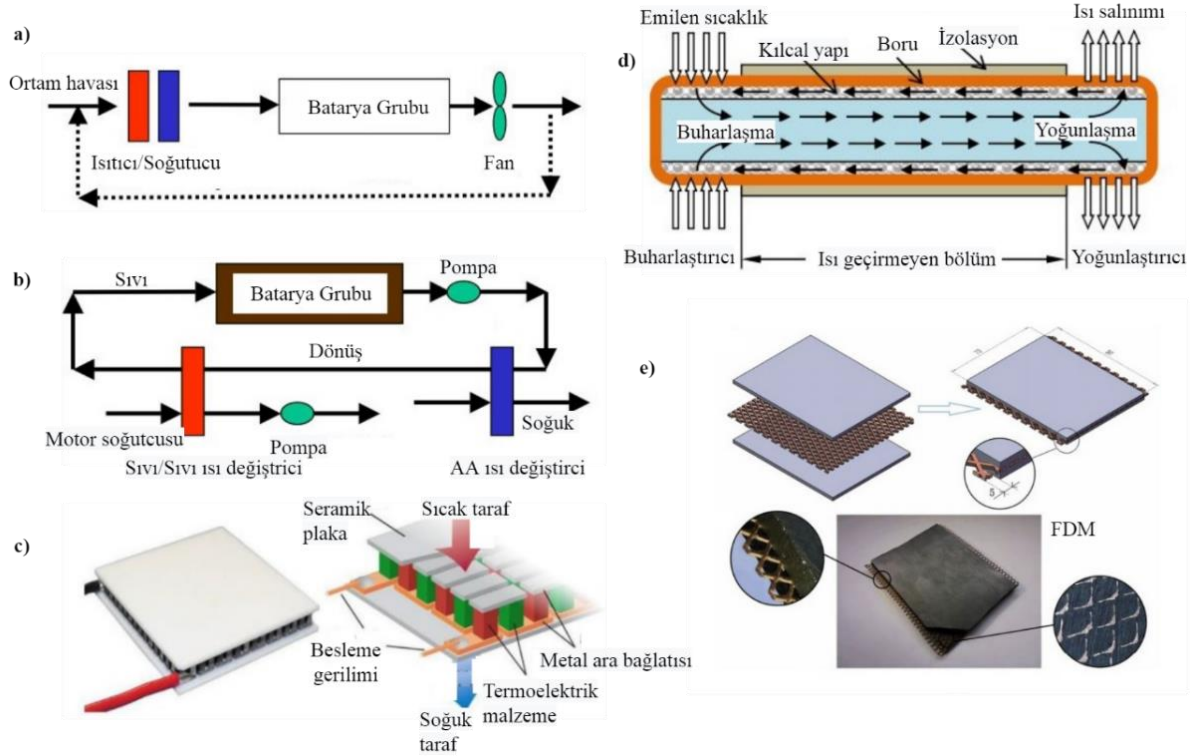 a)
Ortam havası
Isıtıcı/Soğutucu
Batarya Grubu
Fan
b)
Sıvı
Batarya Grubu
Pompa
Dönüş
Motor soğutcusu
Pompa
Soğuk
Sıvı/Sıvı ısı değiştrici
AA ısı değiştirci
c)
Seramik
plaka
Sıcak taraf
Besleme
gerilimi
Metal ara bağlatısı
Termoelektrik
malzeme
Soğuk
taraf
d)
Emilen sıcaklık
Isı salınımı
Kılcal yapı
Boru
İzolasyon
Buharlaşma
Yoğunlaşma
Buharlaştırıcı
Isı geçirmeyen bölüm
Yoğunlaştırıcı
e)
5
FDM